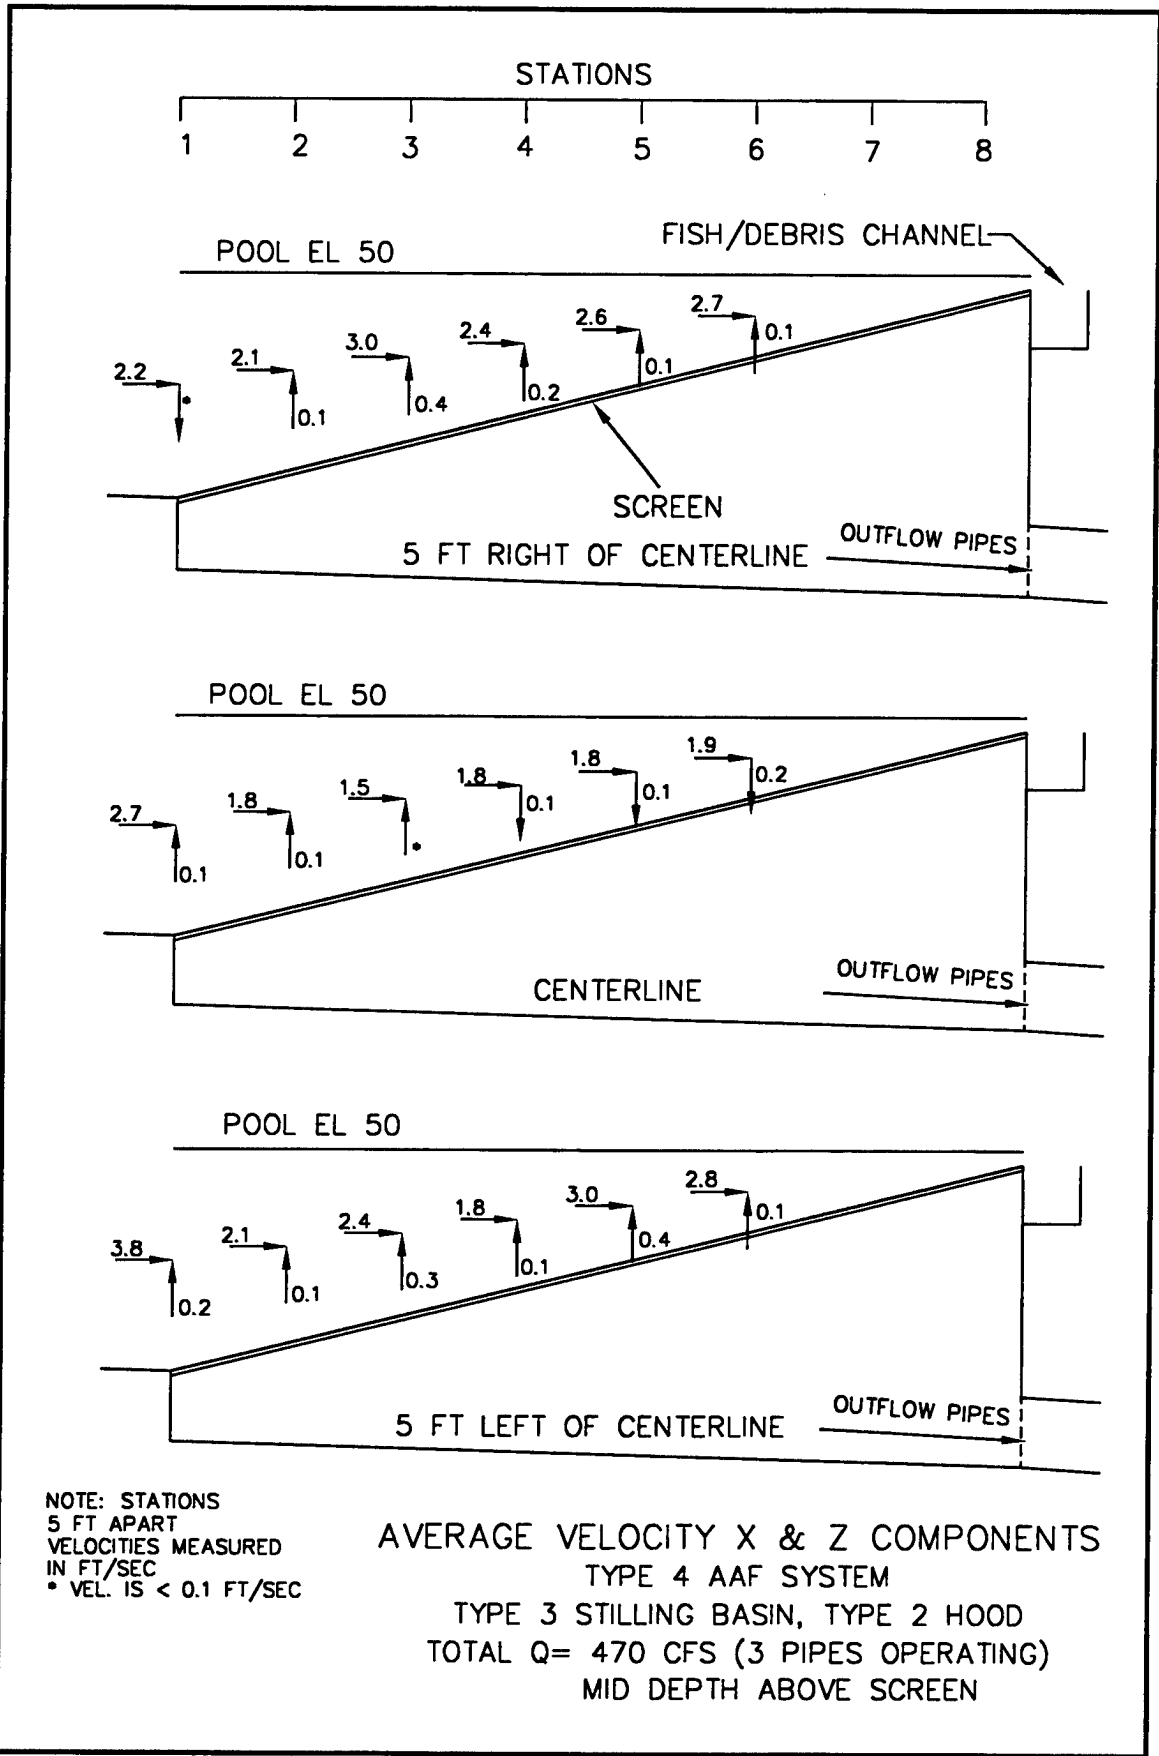 STATIONS
1 2 3 4 5 6 7 8
FISH/DEBRIS CHANNEL
POOL EL 50
2.7
2.6
0.1
2.4
3.0
0.1
2.1
2.2
0.2
*
0.4
0.1
SCREEN
OUTFLOW PIPES
5 FT RIGHT OF CENTERLINE
POOL EL 50
1.9
1.8
0.2
1.8
0.1
1.5
0.1
1.8
2.7
*
0.1
0.1
OUTFLOW PIPES
CENTERLINE
POOL EL 50
2.8
3.0
0.1
1.8
2.4
0.4
2.1
3.8
0.1
0.3
0.1
0.2
OUTFLOW PIPES
5 FT LEFT OF CENTERLINE
NOTE: STATIONS
5 FT APART
VELOCITIES MEASURED
IN FT/SEC
* VEL. IS < 0.1 FT/SEC
AVERAGE VELOCITY X & Z COMPONENTS
TYPE 4 AAF SYSTEM
TYPE 3 STILLING BASIN, TYPE 2 HOOD
TOTAL Q= 470 CFS (3 PIPES OPERATING)
MID DEPTH ABOVE SCREEN